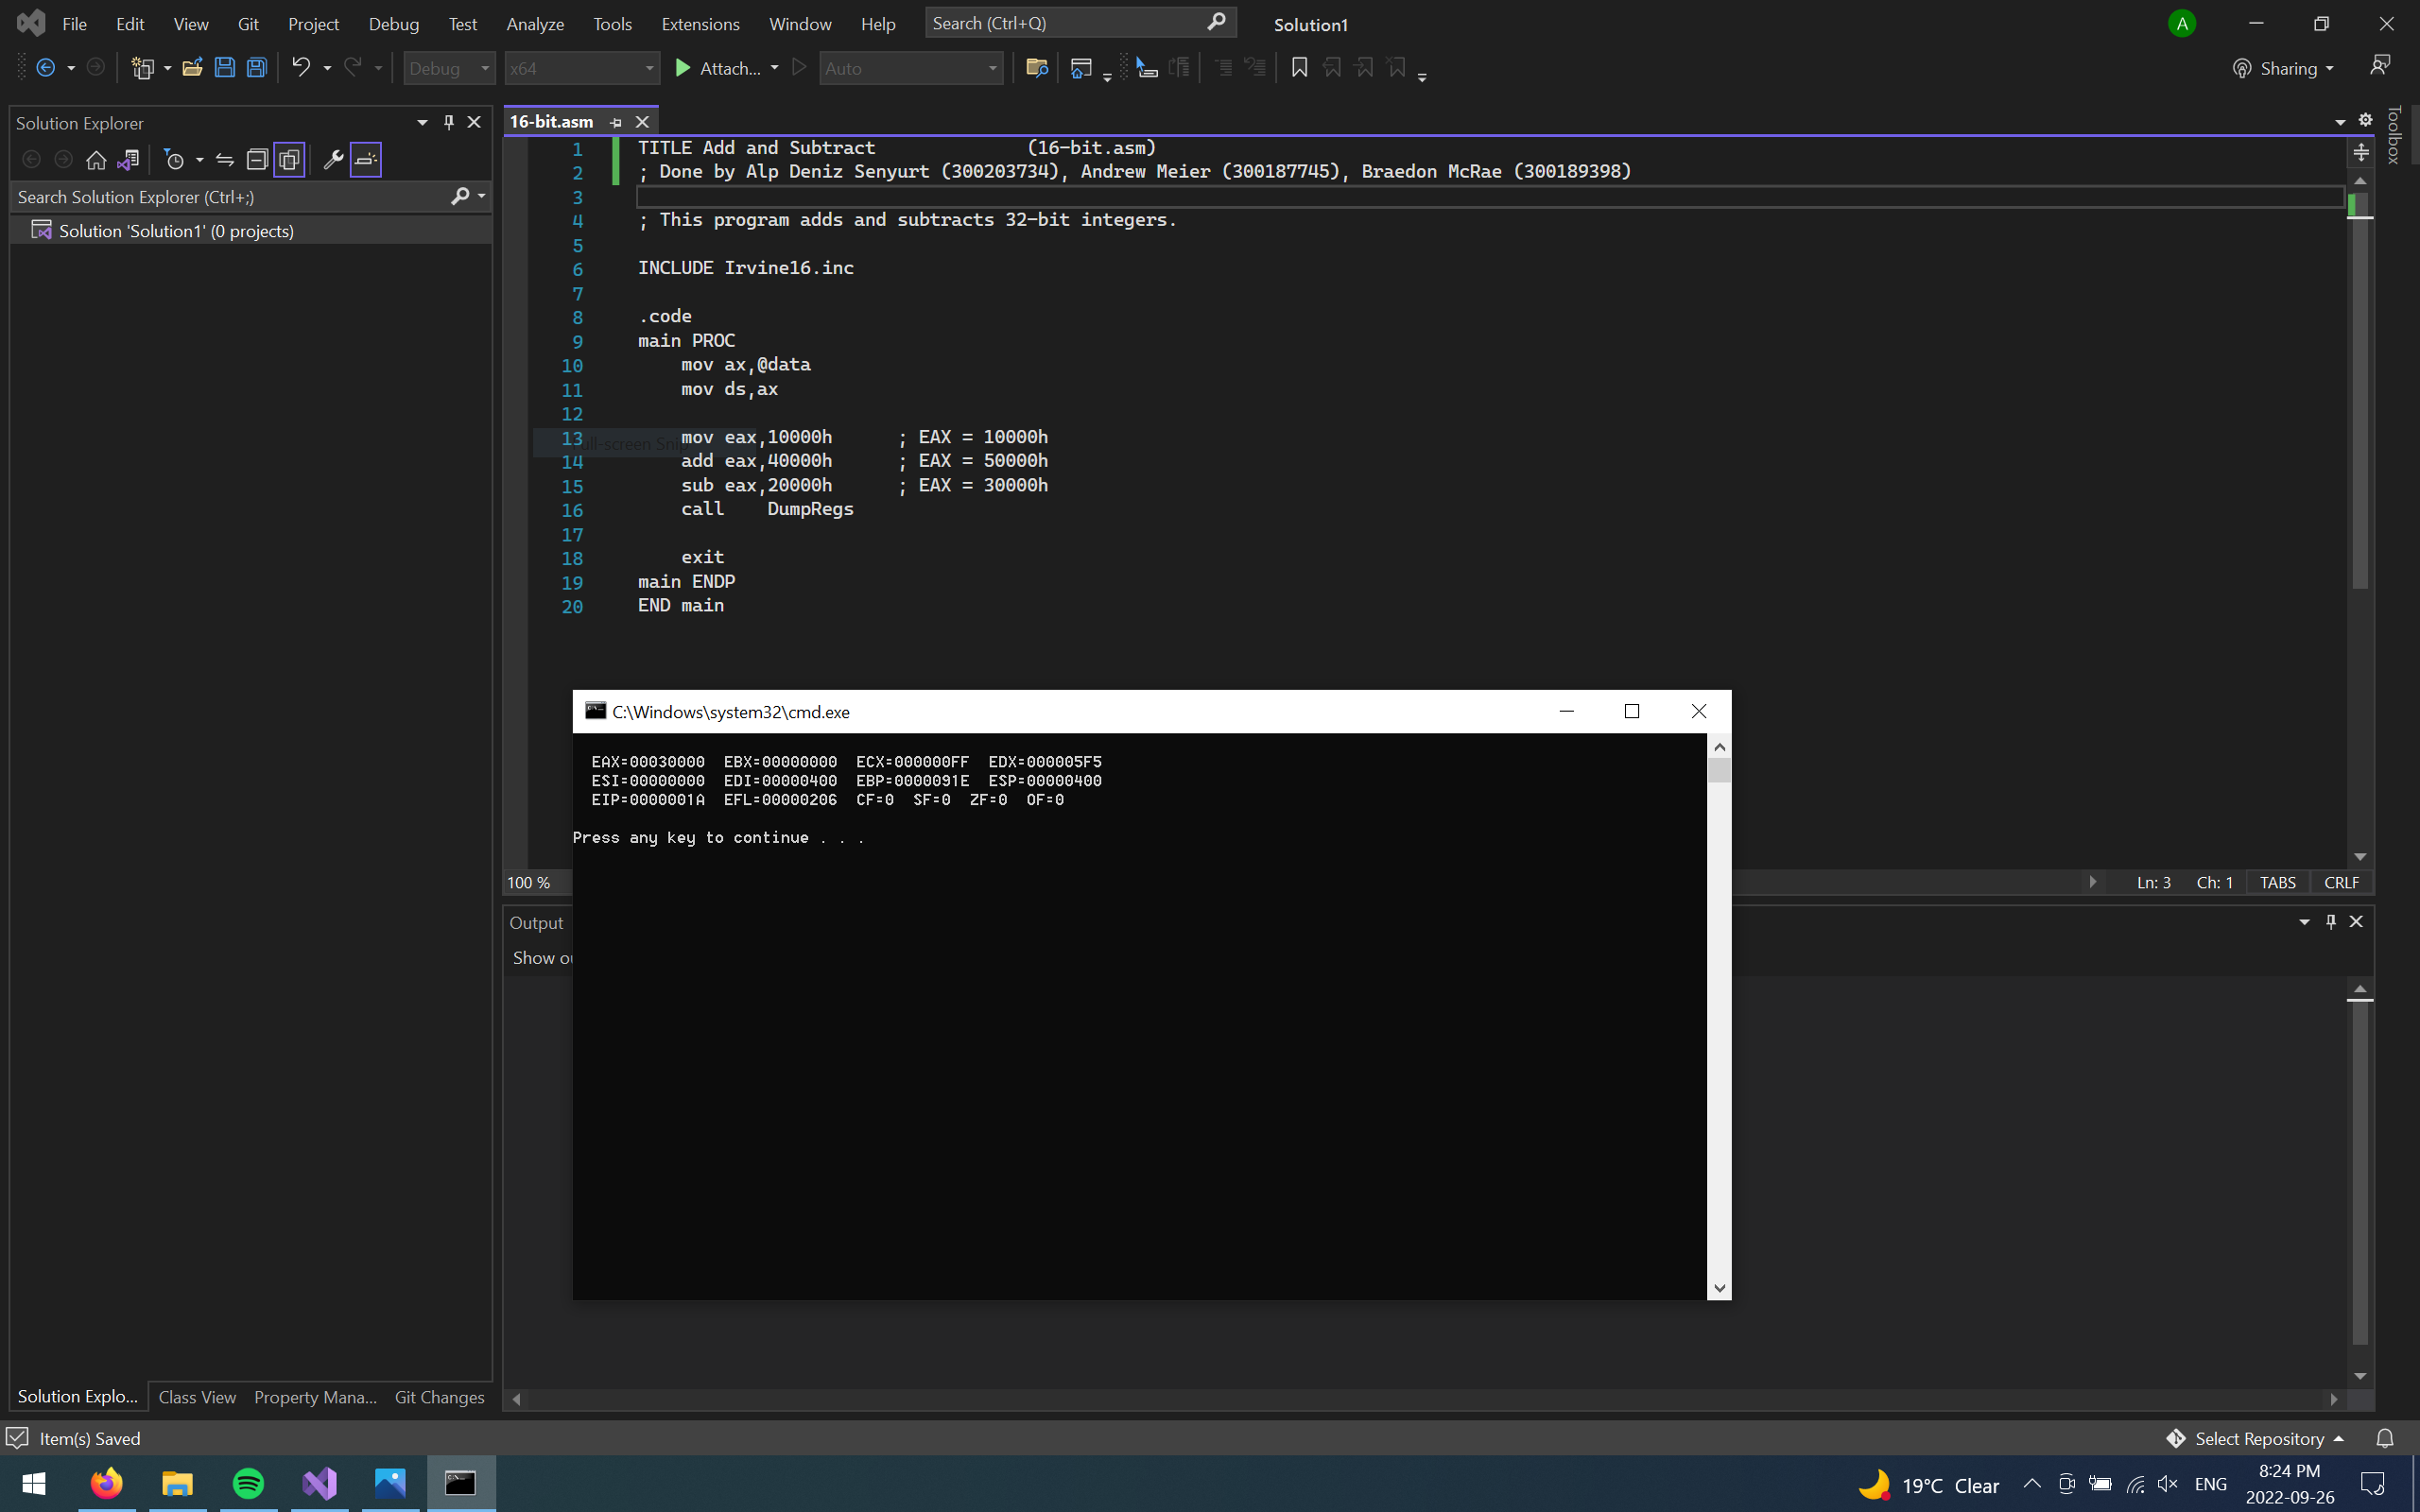 File Edit View Git Project Debug Test Analyze Tools Extensions Window Help Search (Ctrl+Q) Solution1 A
Debug x64 Attach... Auto Sharing
Solution Explorer
Search Solution Explorer (Ctrl+;)
Solution 'Solution1' (0 projects)
16-bit.asm
Toolbox
1 TITLE Add and Subtract (16-bit.asm)
2 ; Done by Alp Deniz Senyurt (300203734), Andrew Meier (300187745), Braedon McRae (300189398)
3
4 ; This program adds and subtracts 32-bit integers.
5
6 INCLUDE Irvine16.inc
7
8 .code
9 main PROC
10 mov ax,@data
11 mov ds,ax
12
13 mov eax,10000h ; EAX = 10000h
14 add eax,40000h ; EAX = 50000h
15 sub eax,20000h ; EAX = 30000h
16 call DumpRegs
17
18 exit
19 main ENDP
20 END main
C:\Windows\system32\cmd.exe
EAX=00030000 EBX=00000000 ECX=000000FF EDX=000005F5
ESI=00000000 EDI=00000400 EBP=0000091E ESP=00000400
EIP=0000001A EFL=00000206 CF=0 SF=0 ZF=0 OF=0
Press any key to continue . . .
100 % Ln: 3 Ch: 1 TABS CRLF
Output
Show
Solution Explo... Class View Property Mana... Git Changes
Item(s) Saved Select Repository
19°C Clear ENG 8:24 PM
2022-09-26